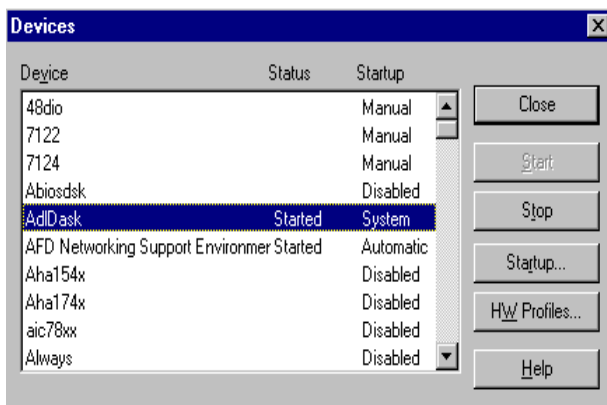 Devices
Device Status Startup
48dio Manual
7122 Manual
7124 Manual
Abiosdsk Disabled
AdlDask Started System
AFD Networking Support Environmer Started Automatic
Aha154x Disabled
Aha174x Disabled
aic78xx Disabled
Always Disabled
Close
Start
Stop
Startup...
HW Profiles...
Help